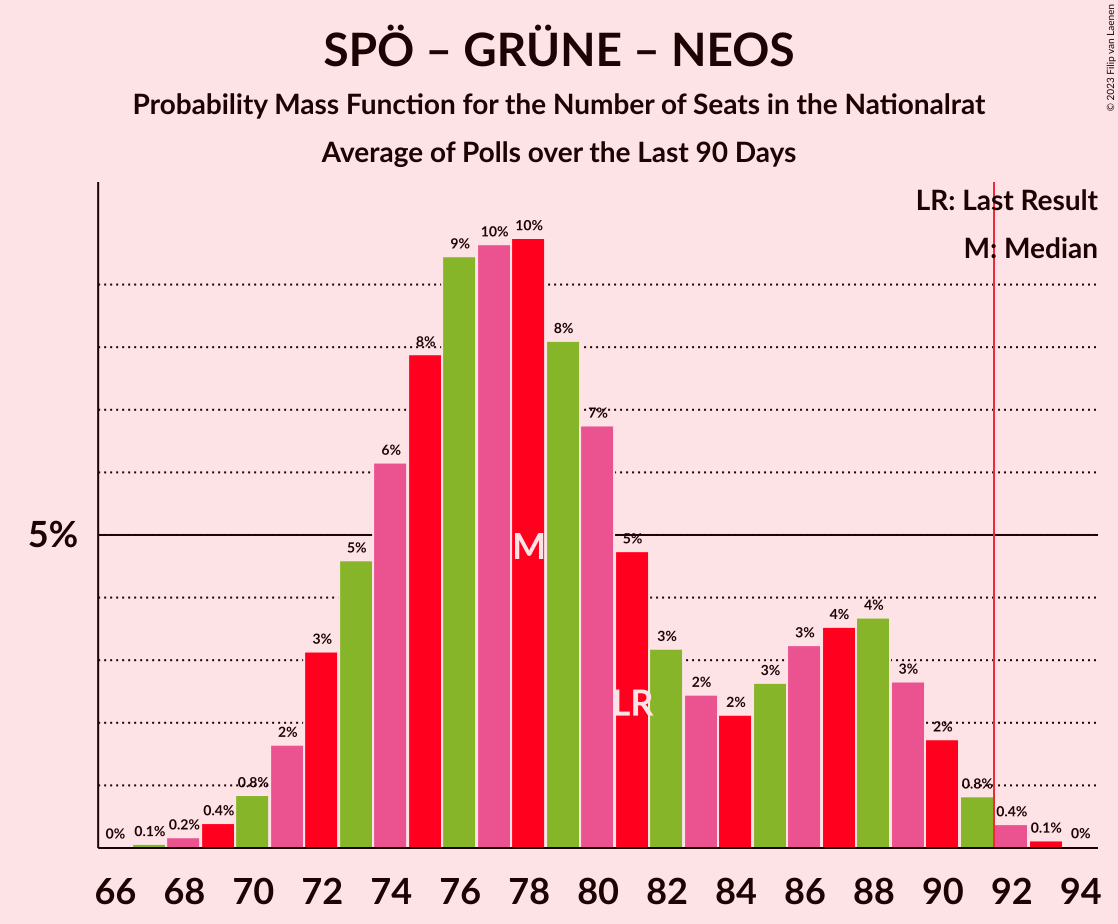 SPÖ – GRÜNE – NEOS
Probability Mass Function for the Number of Seats in the Nationalrat
Average of Polls over the Last 90 Days
© 2023 Filip van Laenen
LR: Last Result
M: Median
5%
0% 0.1% 0.2% 0.4% 0.8% 2% 3% 5% 6% 8% 9% 10% 10% 8% 7% 5% 3% 2% 2% 3% 3% 4% 4% 3% 2% 0.8% 0.4% 0.1% 0%
M
LR
66 68 70 72 74 76 78 80 82 84 86 88 90 92 94